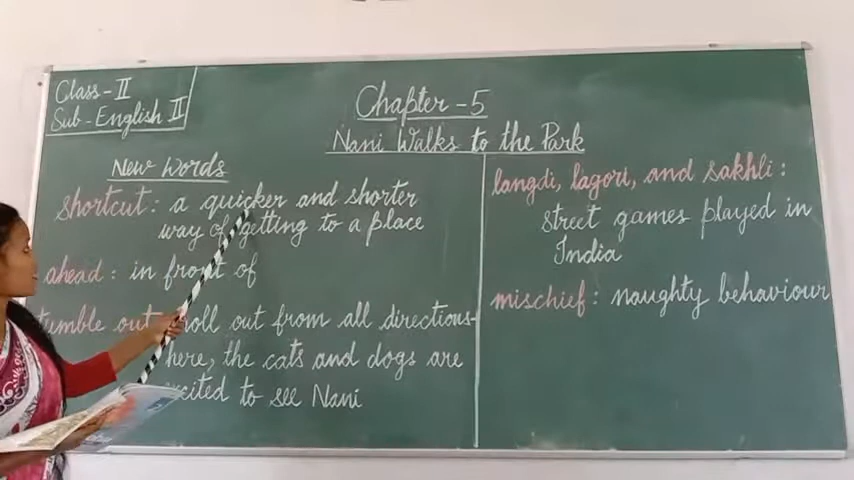 Class-II
Sub-English II
Chapter-5
Nani Walks to the Park
New Words
shortcut: a quicker and shorter
way of getting to a place
ahead: in front of
tumble out: roll out from all directions-
here, the cats and dogs are
excited to see Nani
langdi, lagori, and sakhli:
street games played in
India
mischief: naughty behaviour